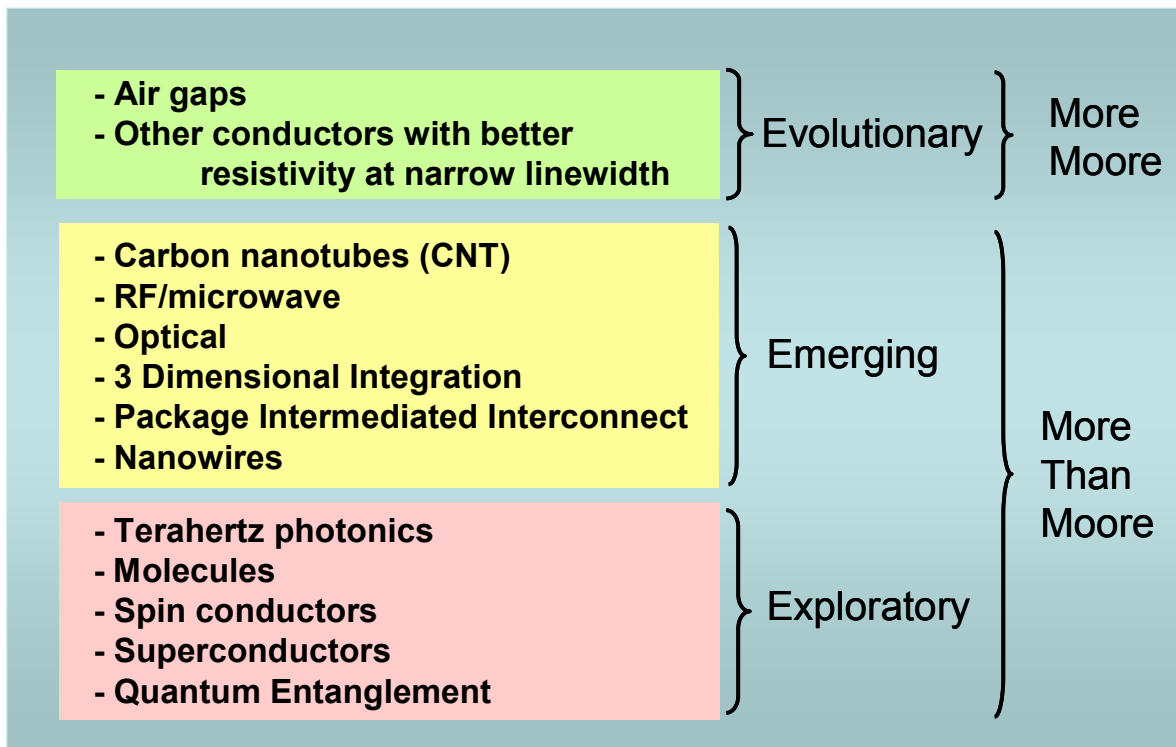 - Air gaps
- Other conductors with better
resistivity at narrow linewidth
Evolutionary
More
Moore
- Carbon nanotubes (CNT)
- RF/microwave
- Optical
- 3 Dimensional Integration
- Package Intermediated Interconnect
- Nanowires
Emerging
- Terahertz photonics
- Molecules
- Spin conductors
- Superconductors
- Quantum Entanglement
Exploratory
More
Than
Moore